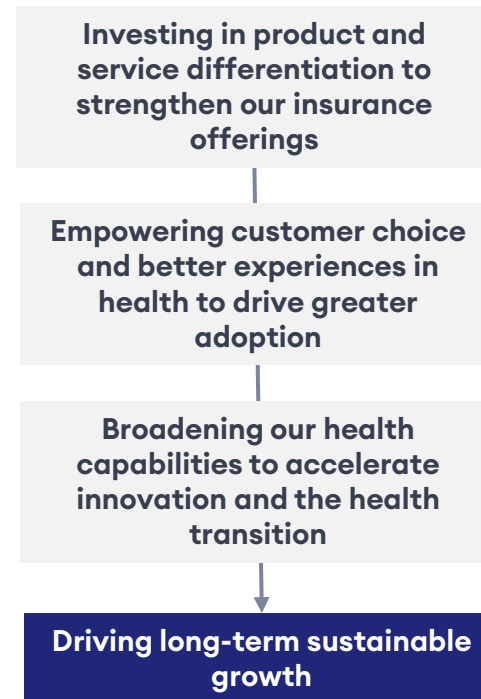 Investing in product and
service differentiation to
strengthen our insurance
offerings
Empowering customer choice
and better experiences in
health to drive greater
adoption
Broadening our health
capabilities to accelerate
innovation and the health
transition
Driving long-term sustainable
growth